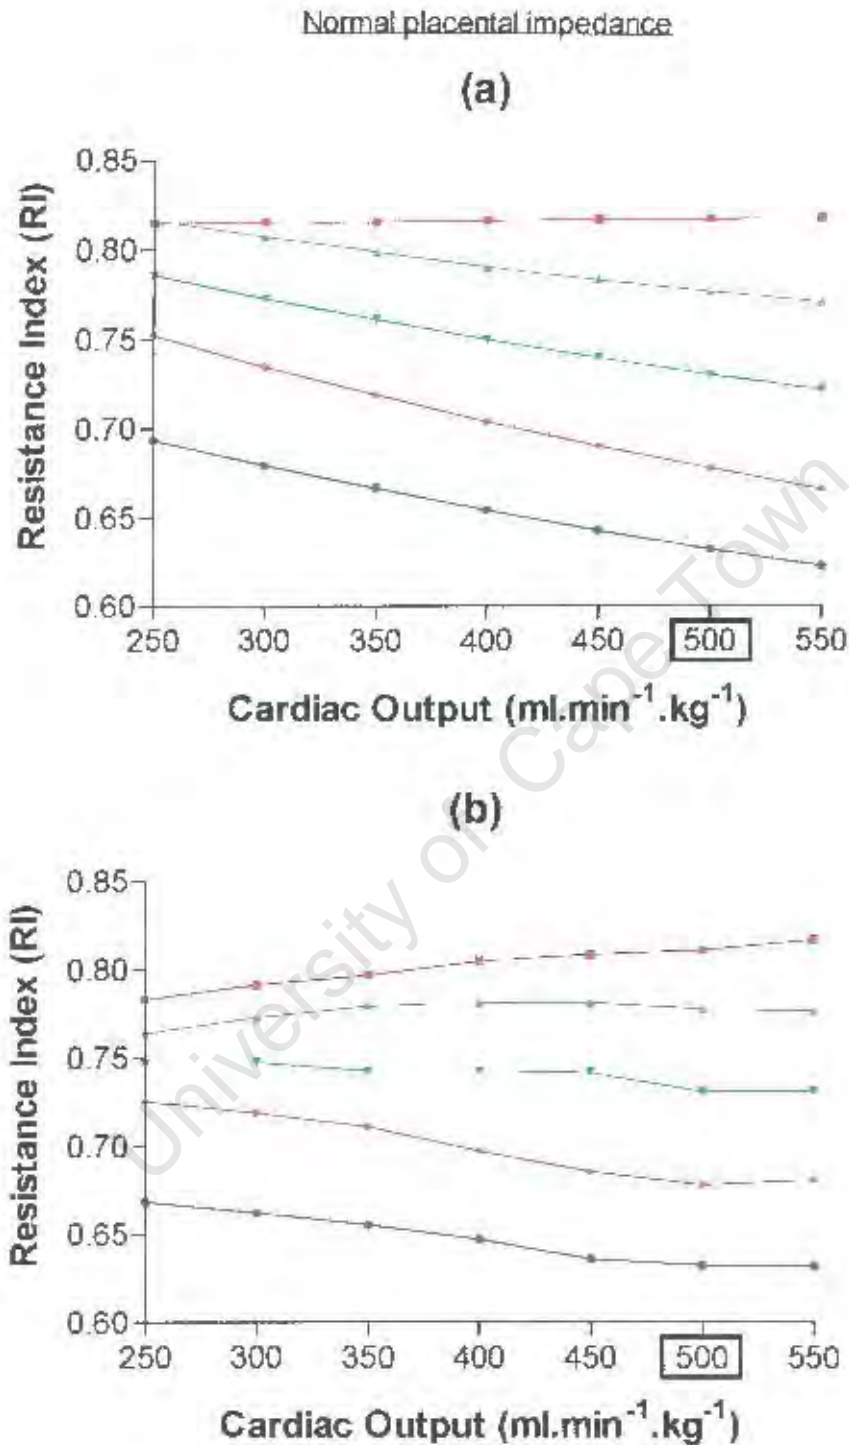 Normal placental impedance
(a)
Resistance Index (RI)
0.85
0.80
0.75
0.70
0.65
0.60
250 300 350 400 450 500 550
Cardiac Output (ml.min⁻¹.kg⁻¹)
(b)
Resistance Index (RI)
0.85
0.80
0.75
0.70
0.65
0.60
250 300 350 400 450 500 550
Cardiac Output (ml.min⁻¹.kg⁻¹)
University of Cape Town